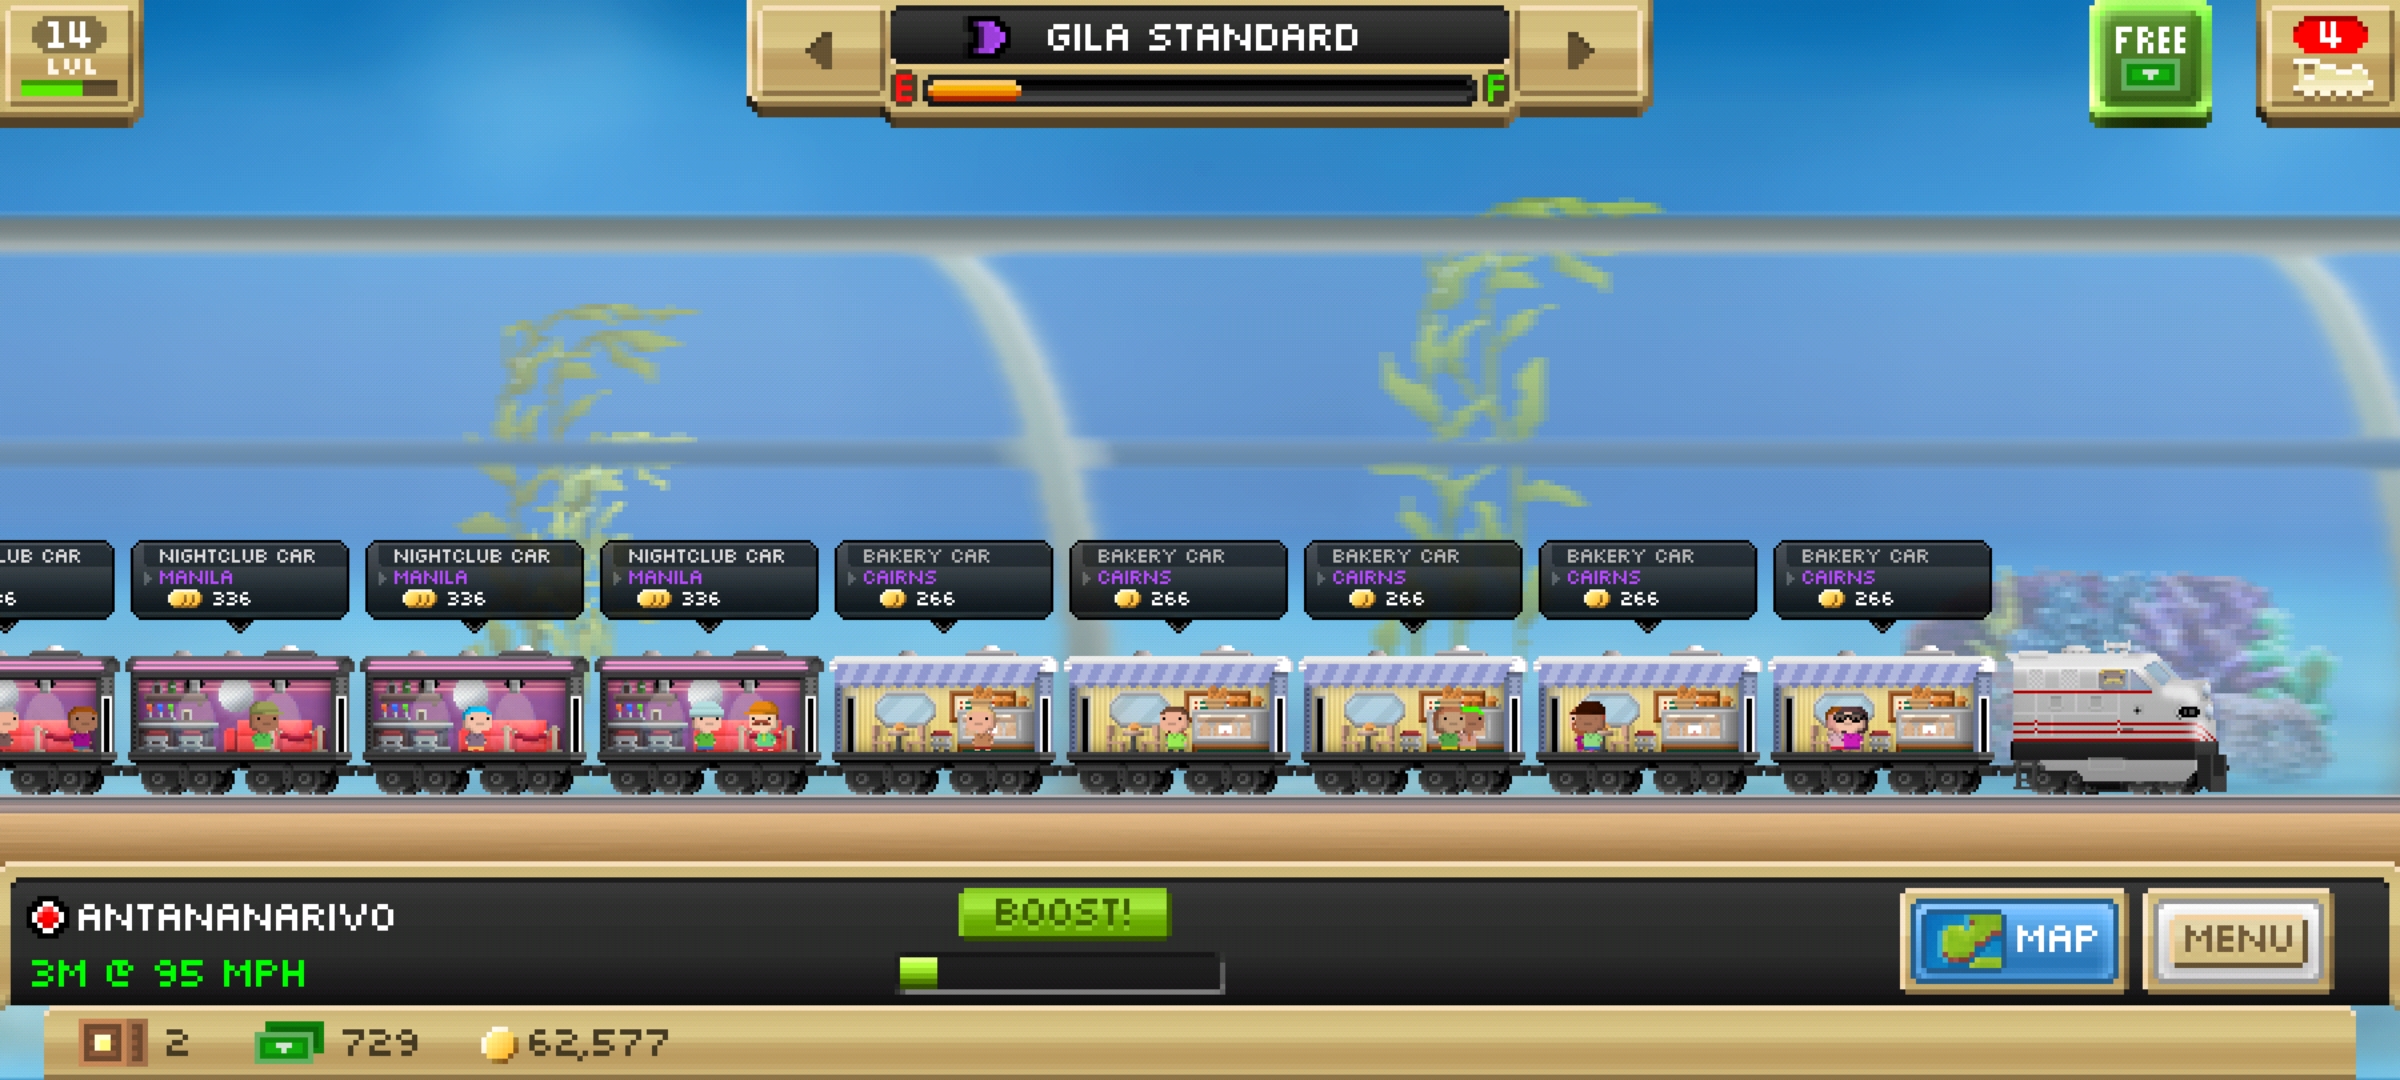 14
LVL
GILA STANDARD
E
F
FREE
4
LUB CAR
NIGHTCLUB CAR
MANILA
336
NIGHTCLUB CAR
MANILA
336
NIGHTCLUB CAR
MANILA
336
BAKERY CAR
CAIRNS
266
BAKERY CAR
CAIRNS
266
BAKERY CAR
CAIRNS
266
BAKERY CAR
CAIRNS
266
BAKERY CAR
CAIRNS
266
ANTANANARIVO
3M @ 95 MPH
BOOST!
MAP
MENU
2
729
62,577